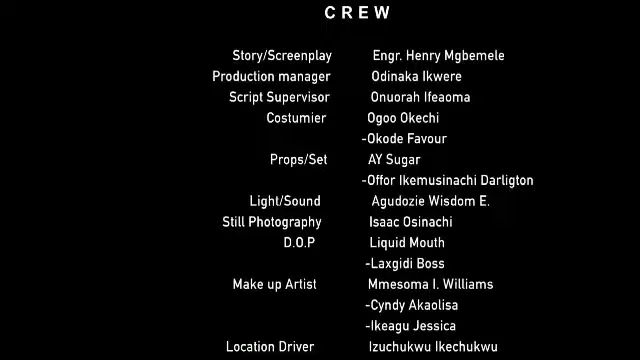 CREW
Story/Screenplay Engr. Henry Mgbemele
Production manager Odinaka Ikwere
Script Supervisor Onuorah Ifeaoma
Costumier Ogoo Okechi
-Okode Favour
Props/Set AY Sugar
-Offor Ikemusinachi Darligton
Light/Sound Agudozie Wisdom E.
Still Photography Isaac Osinachi
D.O.P Liquid Mouth
-Laxgidi Boss
Make up Artist Mmesoma I. Williams
-Cyndy Akaolisa
-Ikeagu Jessica
Location Driver Izuchukwu Ikechukwu